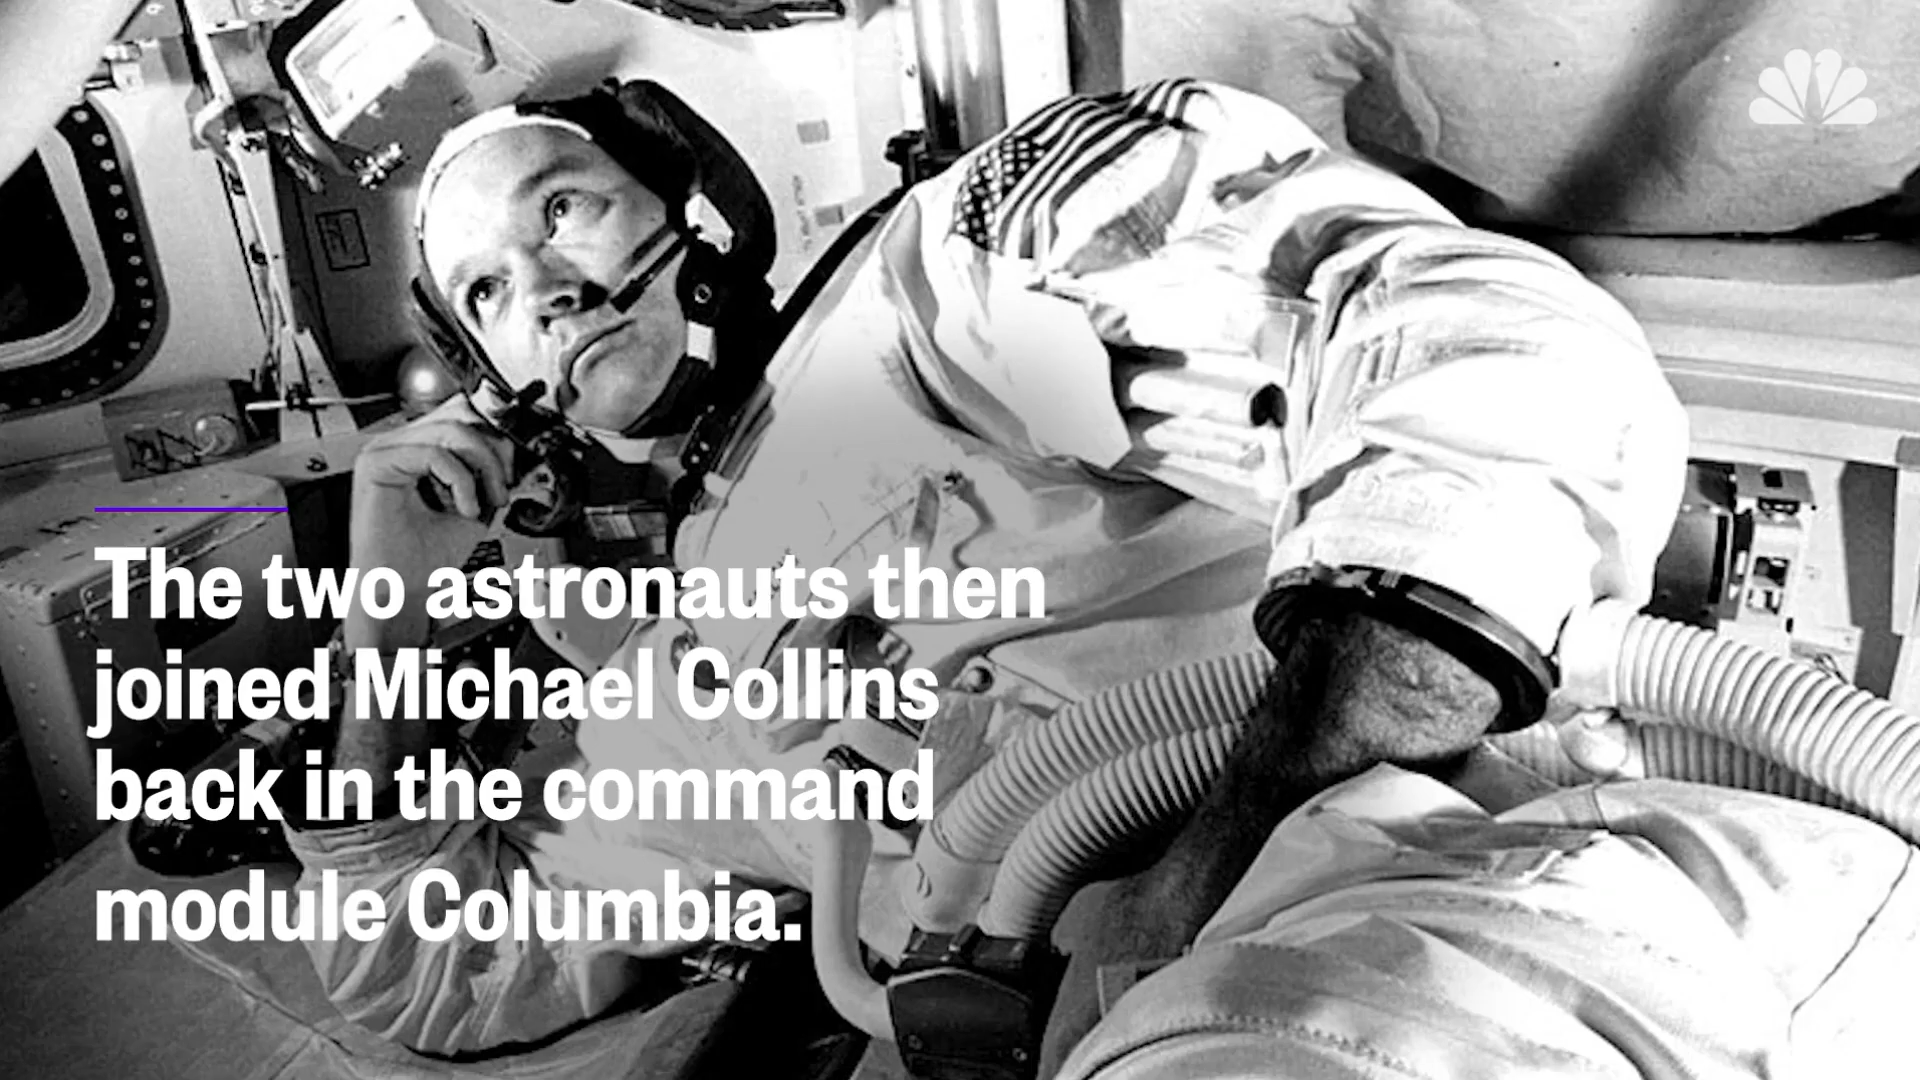 The two astronauts then
joined Michael Collins
back in the command
module Columbia.